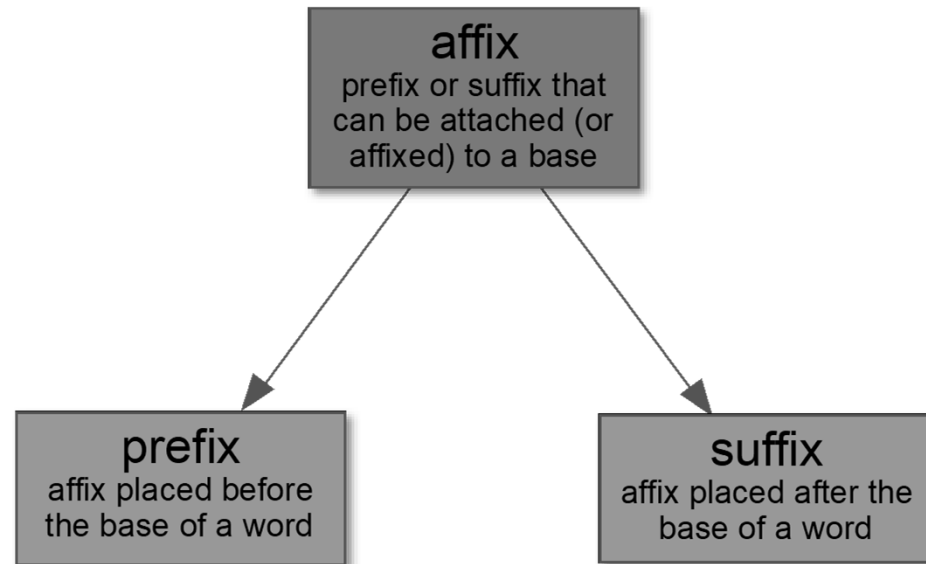 affix
prefix or suffix that
can be attached (or
affixed) to a base
prefix
affix placed before
the base of a word
suffix
affix placed after the
base of a word